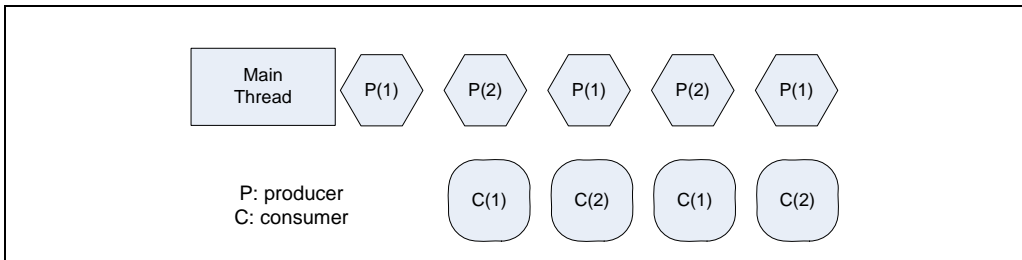 Main
Thread
P(1)
P(2)
P(1)
P(2)
P(1)
P: producer
C: consumer
C(1)
C(2)
C(1)
C(2)